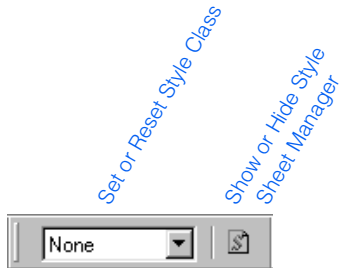 Set or Reset Style Class
Show or Hide Style
Sheet Manager
None